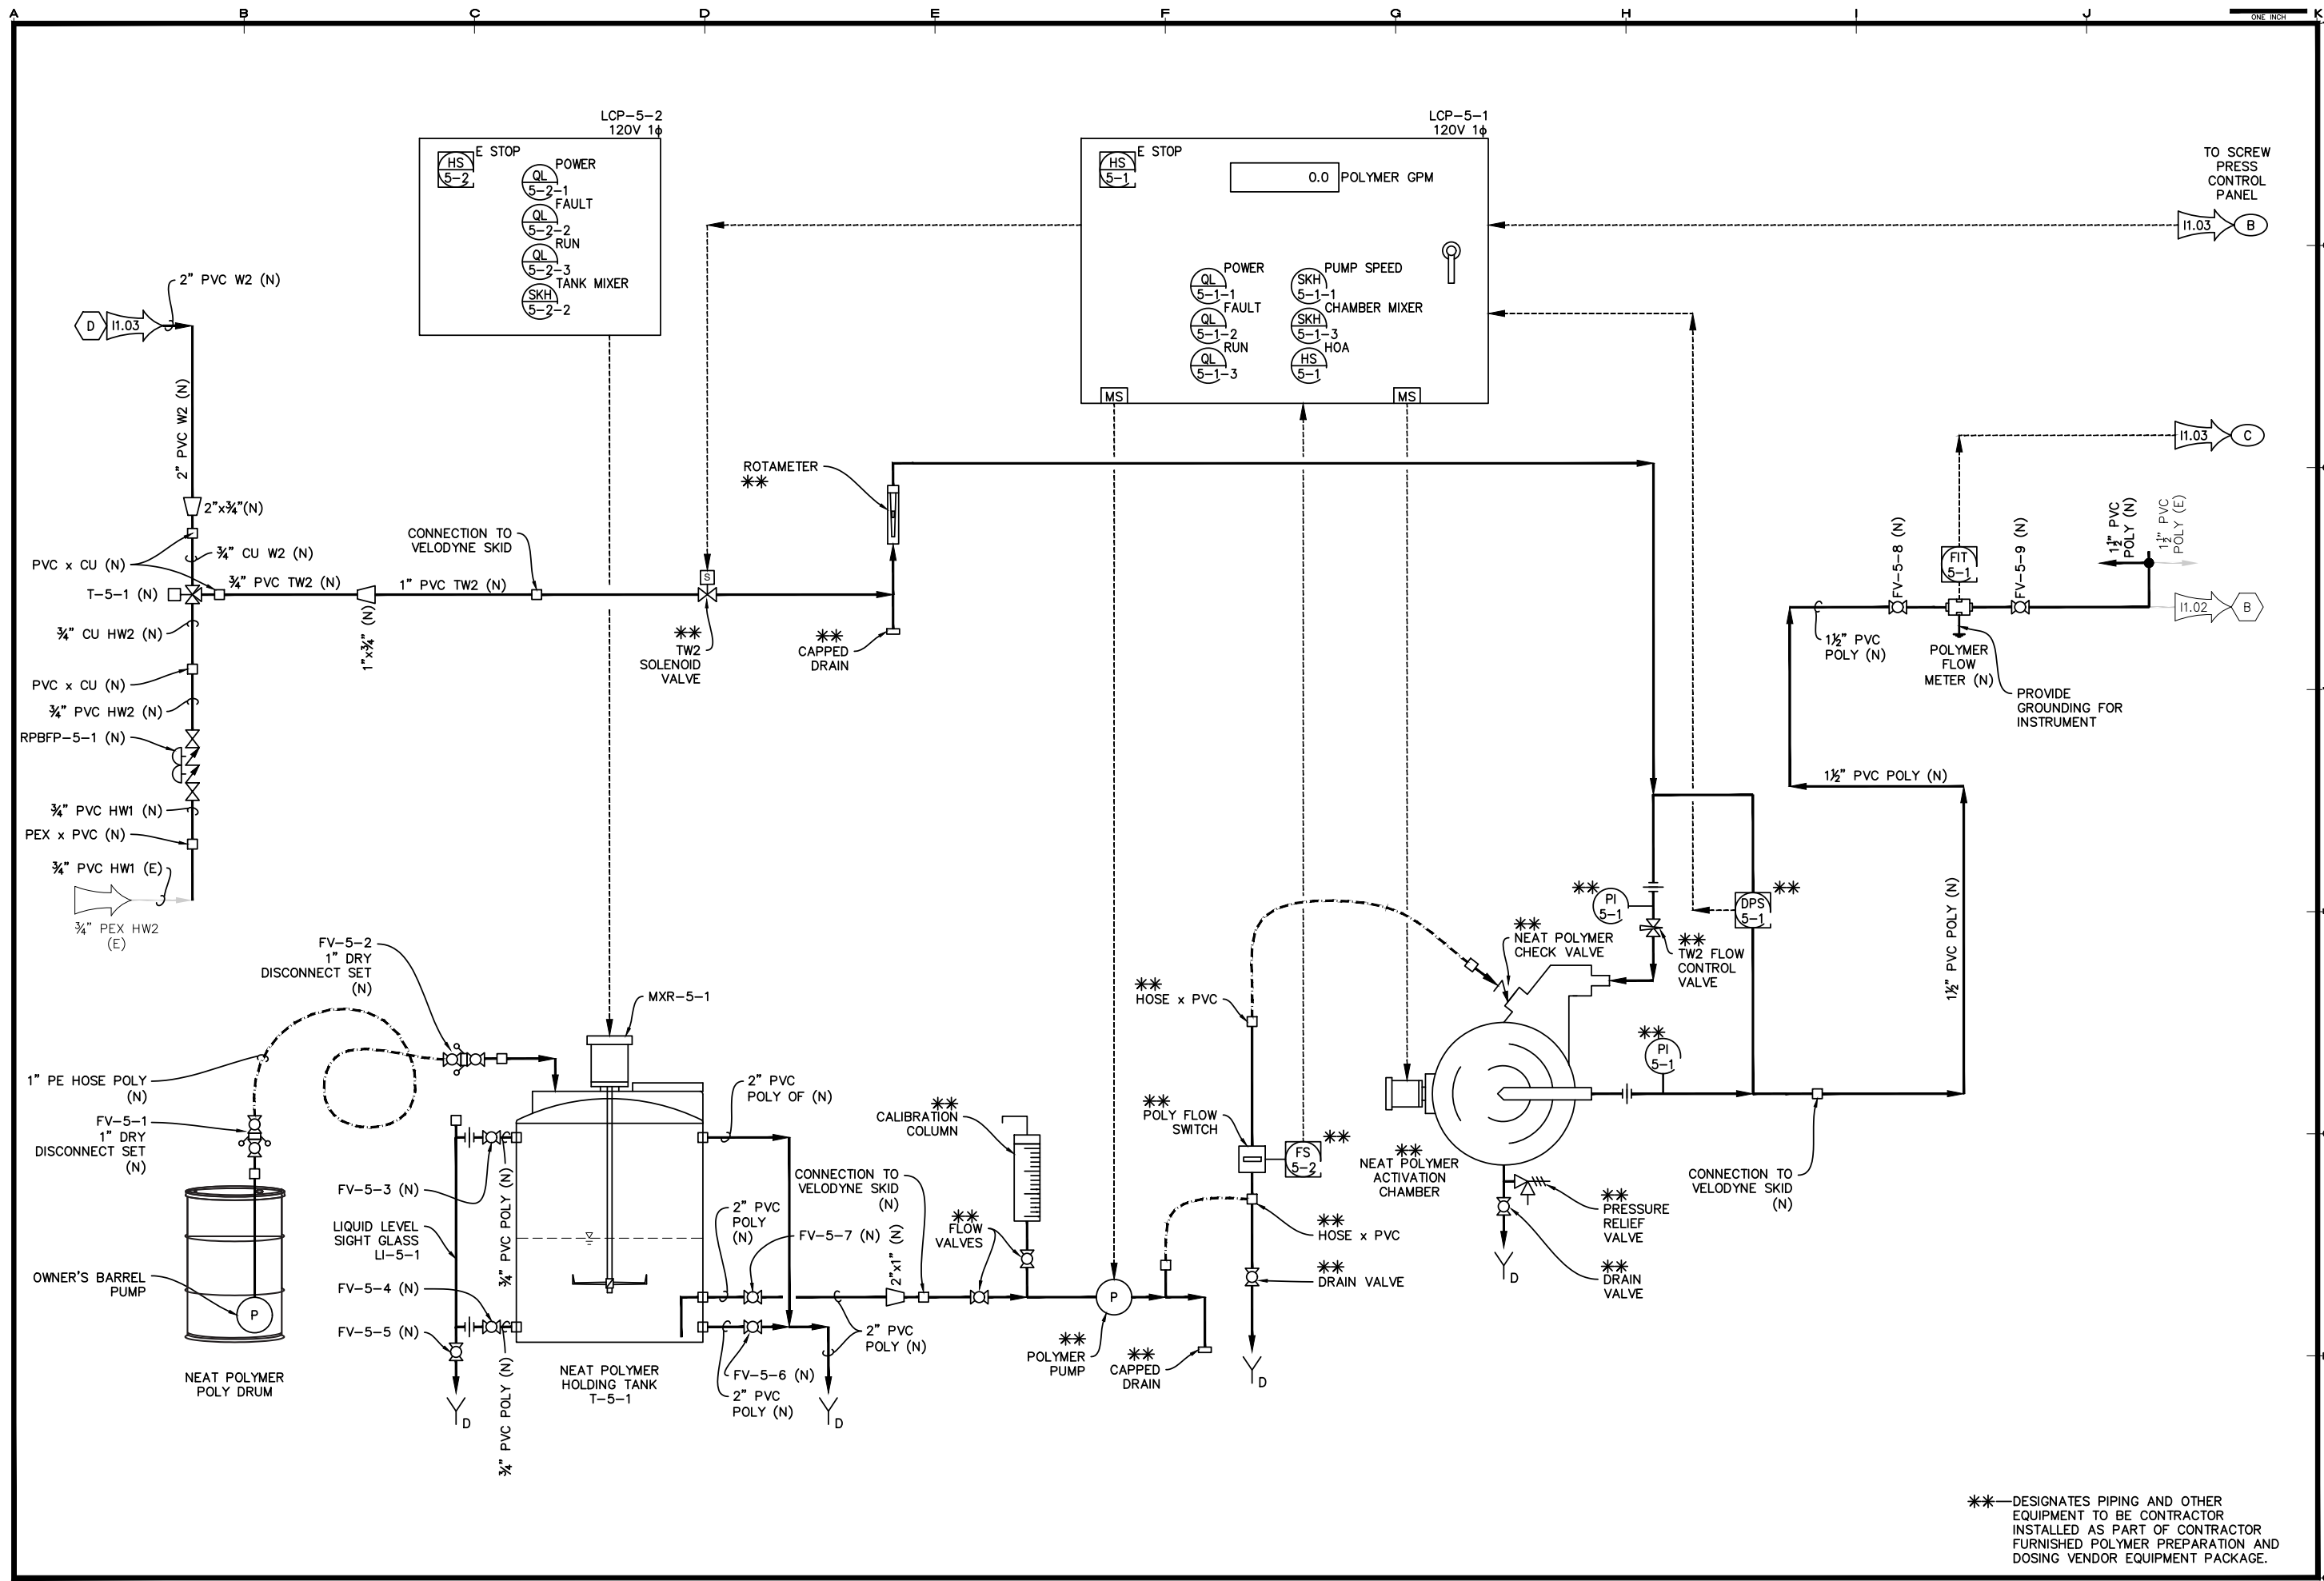 A B C D E F G H I J K
ONE INCH
LCP-5-2
120V 1ϕ
HS
5-2
E STOP
POWER
QL
5-2-1
FAULT
QL
5-2-2
RUN
QL
5-2-3
TANK MIXER
SKH
5-2-2
LCP-5-1
120V 1ϕ
HS
5-1
E STOP
0.0 POLYMER GPM
POWER
QL
5-1-1
FAULT
QL
5-1-2
RUN
QL
5-1-3
PUMP SPEED
SKH
5-1-1
CHAMBER MIXER
SKH
5-1-3
HOA
HS
5-1
MS
MS
TO SCREW
PRESS
CONTROL
PANEL
I1.03 B
2" PVC W2 (N)
D I1.03
2" PVC W2 (N)
2"x¾"(N)
PVC x CU (N)
¾" CU W2 (N)
¾" PVC TW2 (N)
T-5-1 (N)
1"x¾" (N)
1" PVC TW2 (N)
CONNECTION TO
VELODYNE SKID
¾" CU HW2 (N)
PVC x CU (N)
¾" PVC HW2 (N)
RPBFP-5-1 (N)
¾" PVC HW1 (N)
PEX x PVC (N)
¾" PVC HW1 (E)
¾" PEX HW2
(E)
S
**
TW2
SOLENOID
VALVE
ROTAMETER
**
**
CAPPED
DRAIN
I1.03 C
FV-5-8 (N)
FIT
5-1
FV-5-9 (N)
1½" PVC
POLY (N)
1½" PVC
POLY (E)
I1.02 B
1½" PVC
POLY (N)
POLYMER
FLOW
METER (N)
PROVIDE
GROUNDING FOR
INSTRUMENT
1½" PVC POLY (N)
1½" PVC POLY (N)
**
PI
5-1
DPS
5-1
**
**
TW2 FLOW
CONTROL
VALVE
**
NEAT POLYMER
CHECK VALVE
**
PI
5-1
CONNECTION TO
VELODYNE SKID
(N)
**
NEAT POLYMER
ACTIVATION
CHAMBER
**
PRESSURE
RELIEF
VALVE
**
DRAIN
VALVE
D
**
HOSE x PVC
**
POLY FLOW
SWITCH
FS
5-2
**
**
HOSE x PVC
**
DRAIN VALVE
D
FV-5-2
1" DRY
DISCONNECT SET
(N)
1" PE HOSE POLY
(N)
FV-5-1
1" DRY
DISCONNECT SET
(N)
OWNER'S BARREL
PUMP
P
NEAT POLYMER
POLY DRUM
MXR-5-1
FV-5-3 (N)
LIQUID LEVEL
SIGHT GLASS
LI-5-1
FV-5-4 (N)
FV-5-5 (N)
¾" PVC POLY (N)
¾" PVC POLY (N)
D
NEAT POLYMER
HOLDING TANK
T-5-1
2" PVC
POLY OF (N)
2" PVC
POLY
(N)
FV-5-7 (N)
FV-5-6 (N)
2" PVC
POLY (N)
2" PVC
POLY (N)
D
CONNECTION TO
VELODYNE SKID
(N)
2"x1" (N)
**
CALIBRATION
COLUMN
**
FLOW
VALVES
P
**
POLYMER
PUMP
**
CAPPED
DRAIN
**—DESIGNATES PIPING AND OTHER
EQUIPMENT TO BE CONTRACTOR
INSTALLED AS PART OF CONTRACTOR
FURNISHED POLYMER PREPARATION AND
DOSING VENDOR EQUIPMENT PACKAGE.